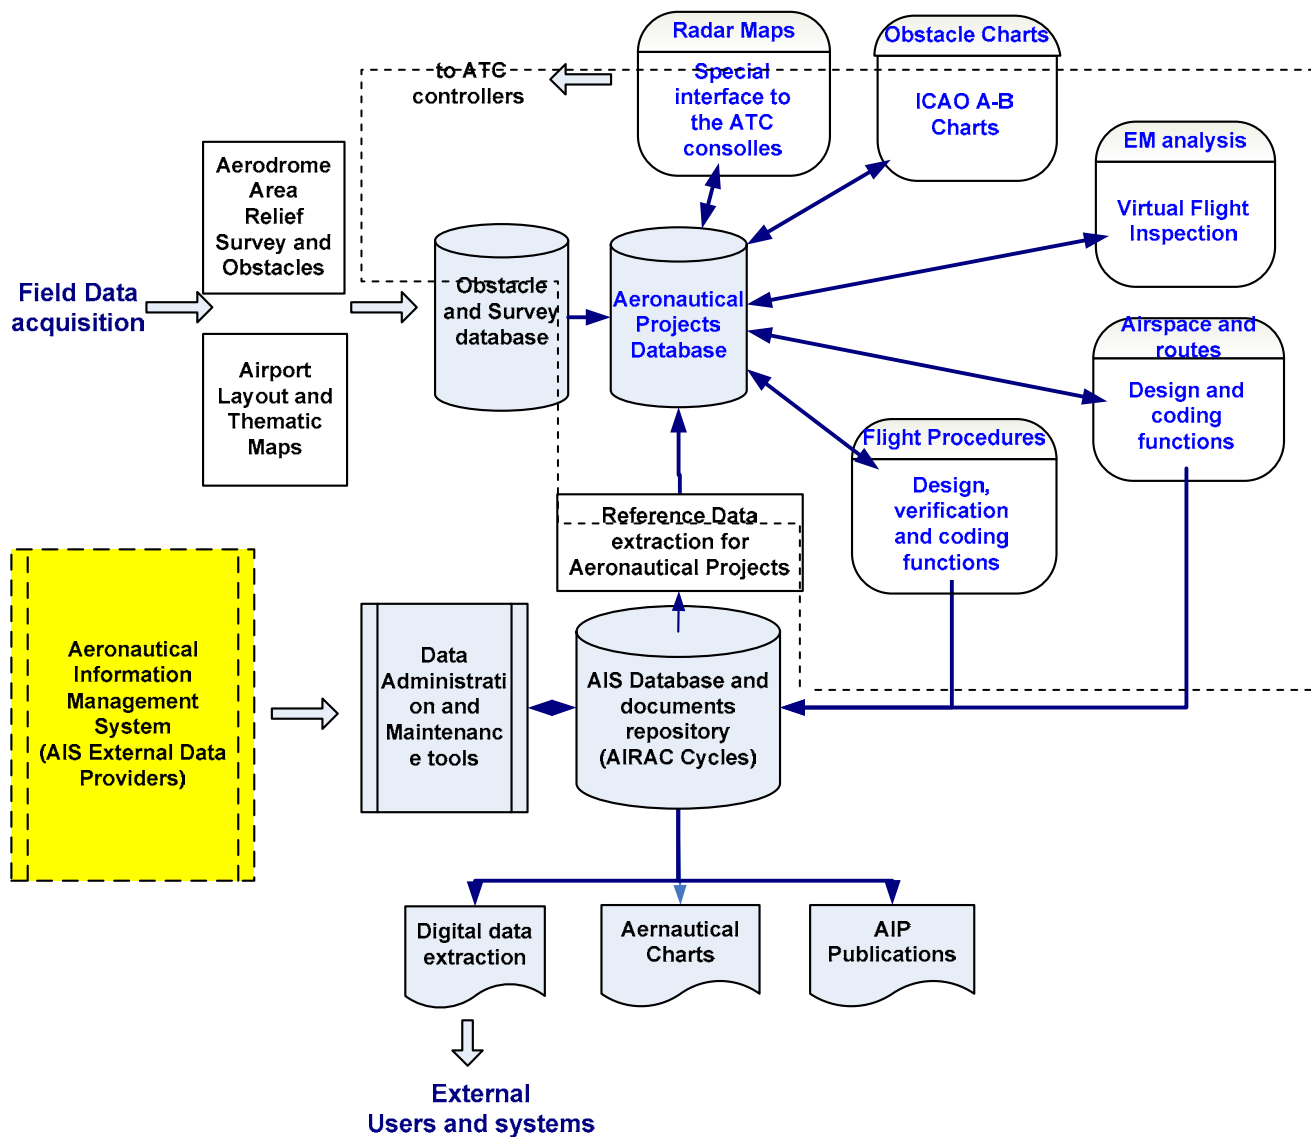 Radar Maps
Special
interface to
the ATC
consolles
Obstacle Charts
ICAO A-B
Charts
to ATC
controllers
EM analysis
Virtual Flight
Inspection
Aerodrome
Area
Relief
Survey and
Obstacles
Field Data
acquisition
Obstacle
and Survey
database
Aeronautical
Projects
Database
Airspace and
routes
Design and
coding
functions
Airport
Layout and
Thematic
Maps
Flight Procedures
Design,
verification
and coding
functions
Reference Data
extraction for
Aeronautical Projects
Aeronautical
Information
Management
System
(AIS External Data
Providers)
Data
Administrati
on and
Maintenanc
e tools
AIS Database and
documents
repository
(AIRAC Cycles)
Digital data
extraction
Aernautical
Charts
AIP
Publications
External
Users and systems